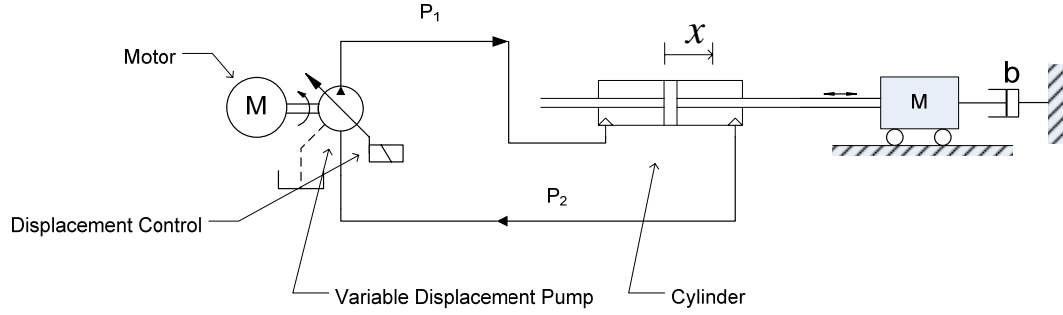 P1
x
Motor
b
M
M
P2
Displacement Control
Variable Displacement Pump
Cylinder